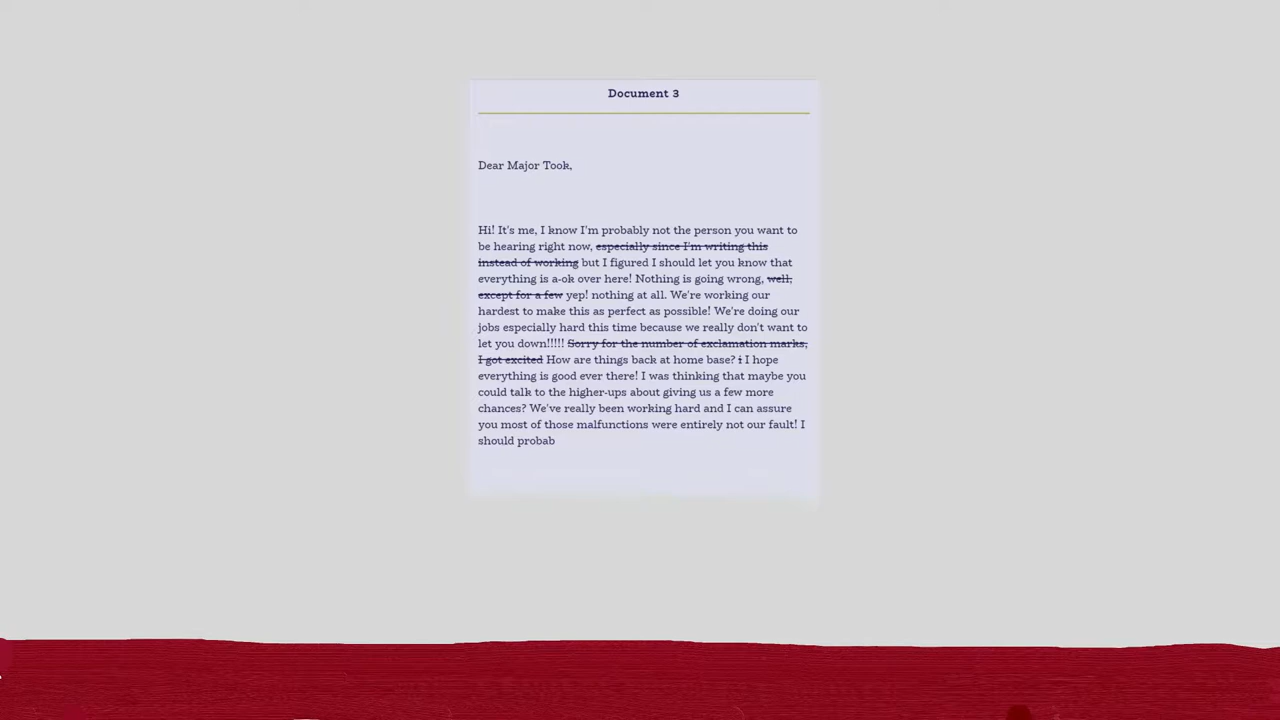 Document 3
Dear Major Took,
Hi! It's me, I know I'm probably not the person you want to
be hearing right now, especially since I'm writing this
instead of working but I figured I should let you know that
everything is a-ok over here! Nothing is going wrong, well,
except for a few yep! nothing at all. We're working our
hardest to make this as perfect as possible! We're doing our
jobs especially hard this time because we really don't want to
let you down!!!!! Sorry for the number of exclamation marks,
I got excited How are things back at home base? i I hope
everything is good ever there! I was thinking that maybe you
could talk to the higher-ups about giving us a few more
chances? We've really been working hard and I can assure
you most of those malfunctions were entirely not our fault! I
should probab